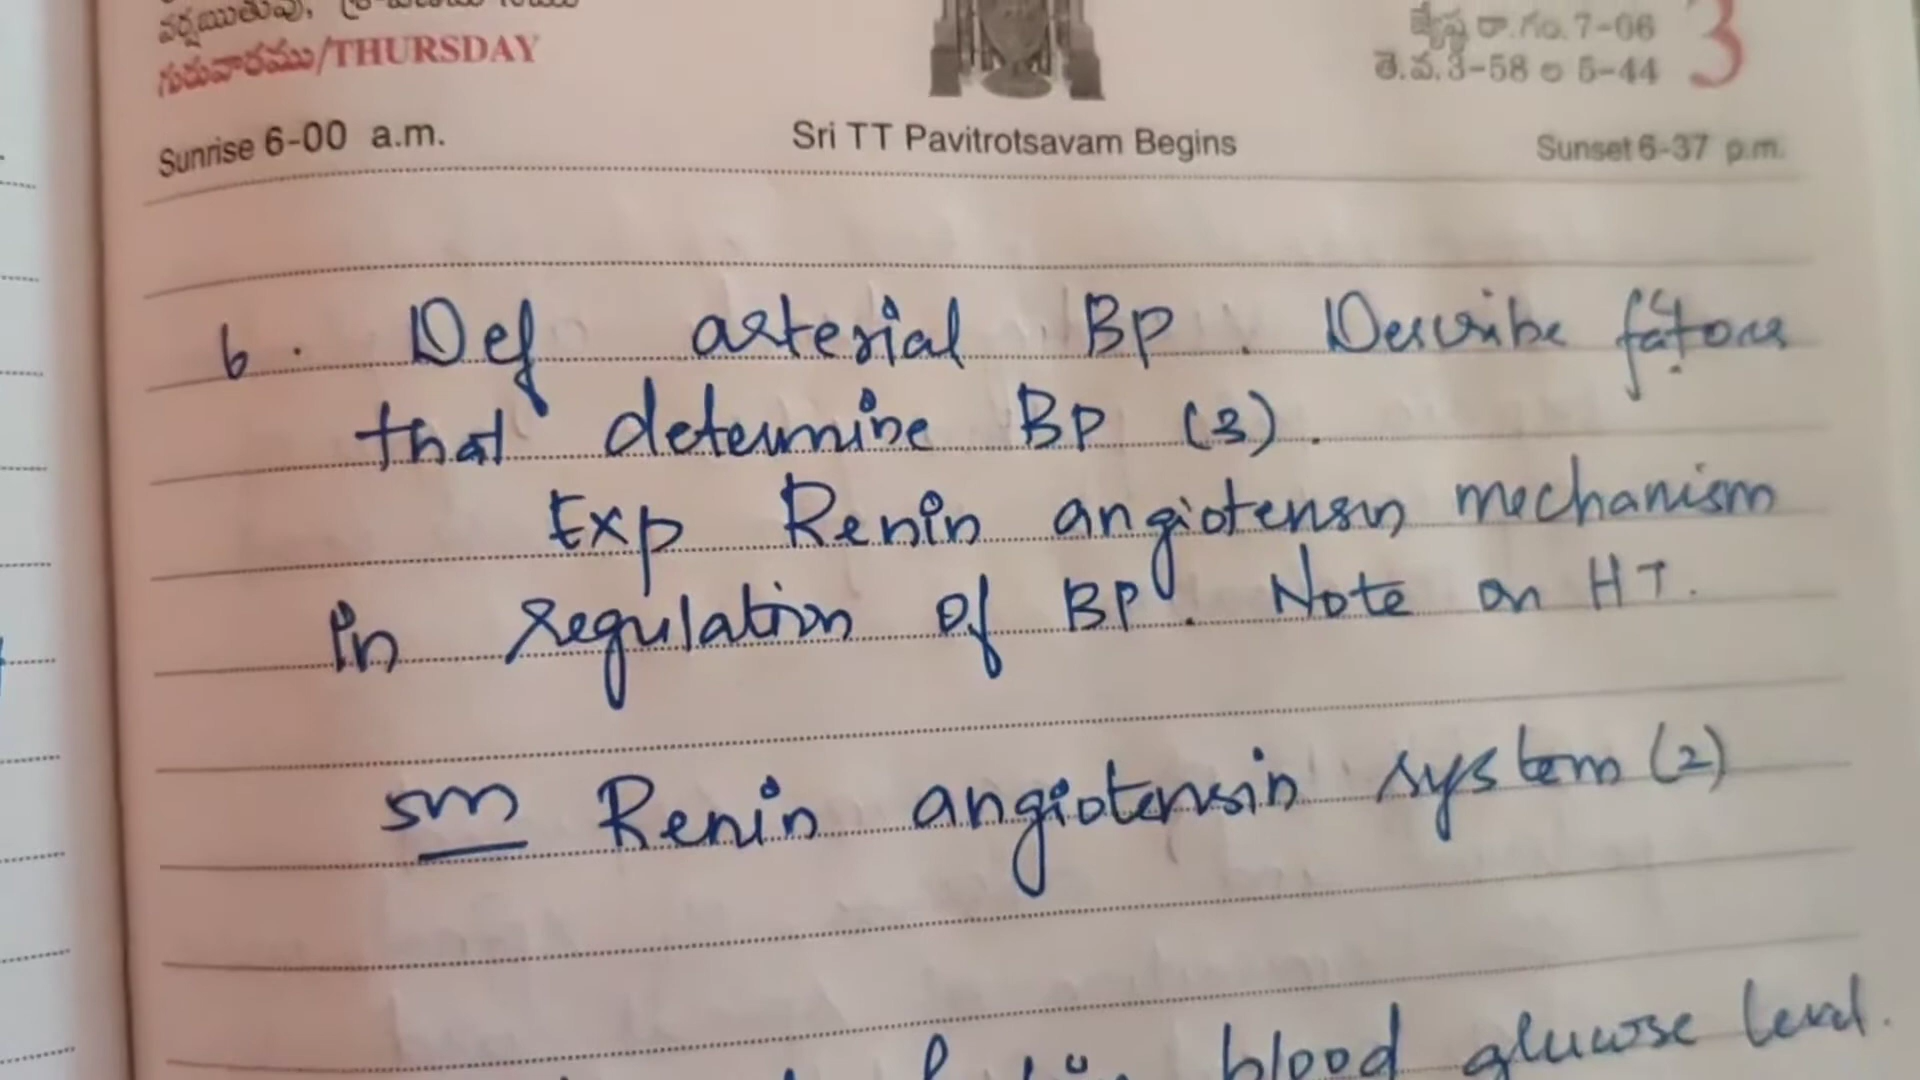 గురువారము/THURSDAY
3
జ్యేష్ఠ రా.గం.7-06
తె.వ.3-58 ల 5-44
Sunrise 6-00 a.m.
Sri TT Pavitrotsavam Begins
Sunset 6-37 p.m.
6. Def arterial BP. Describe fators
that determine BP (3).
Exp Renin angiotensin mechanism
in regulation of BP. Note on HT.
sm Renin angiotensin system (2)
blood glucose level.